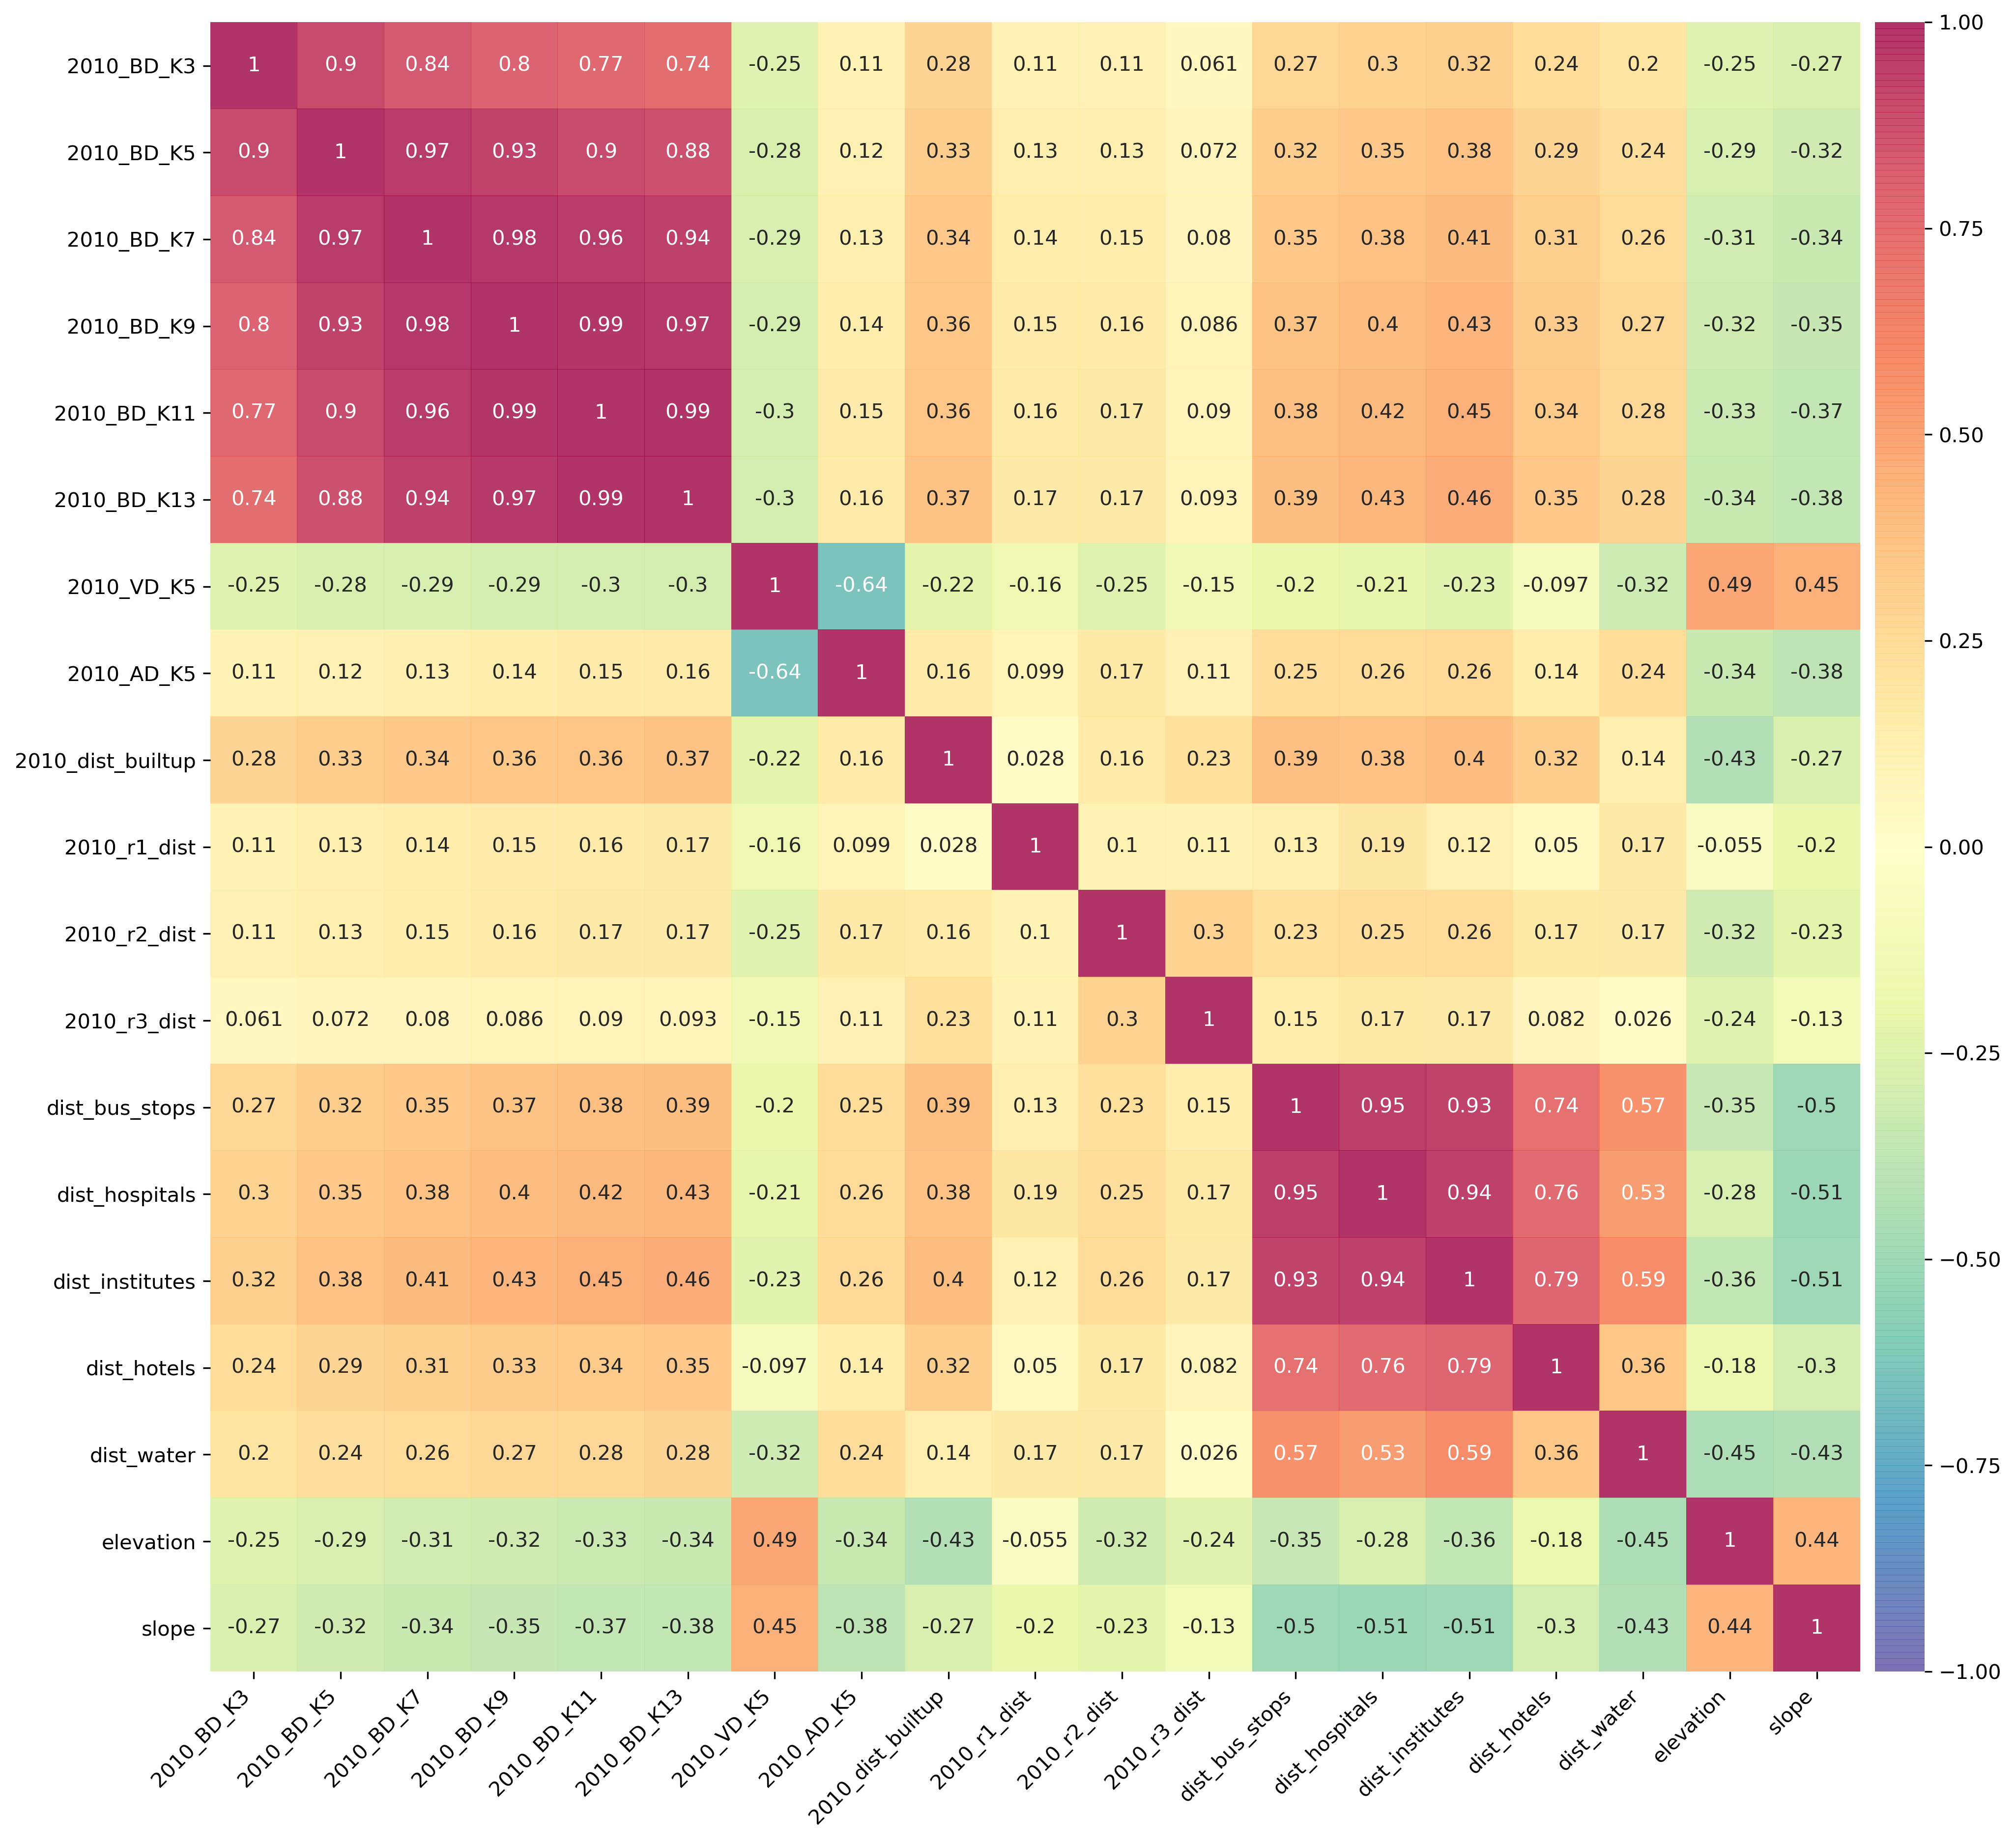 2010_BD_K3 1 0.9 0.84 0.8 0.77 0.74 -0.25 0.11 0.28 0.11 0.11 0.061 0.27 0.3 0.32 0.24 0.2 -0.25 -0.27
2010_BD_K5 0.9 1 0.97 0.93 0.9 0.88 -0.28 0.12 0.33 0.13 0.13 0.072 0.32 0.35 0.38 0.29 0.24 -0.29 -0.32
2010_BD_K7 0.84 0.97 1 0.98 0.96 0.94 -0.29 0.13 0.34 0.14 0.15 0.08 0.35 0.38 0.41 0.31 0.26 -0.31 -0.34
2010_BD_K9 0.8 0.93 0.98 1 0.99 0.97 -0.29 0.14 0.36 0.15 0.16 0.086 0.37 0.4 0.43 0.33 0.27 -0.32 -0.35
2010_BD_K11 0.77 0.9 0.96 0.99 1 0.99 -0.3 0.15 0.36 0.16 0.17 0.09 0.38 0.42 0.45 0.34 0.28 -0.33 -0.37
2010_BD_K13 0.74 0.88 0.94 0.97 0.99 1 -0.3 0.16 0.37 0.17 0.17 0.093 0.39 0.43 0.46 0.35 0.28 -0.34 -0.38
2010_VD_K5 -0.25 -0.28 -0.29 -0.29 -0.3 -0.3 1 -0.64 -0.22 -0.16 -0.25 -0.15 -0.2 -0.21 -0.23 -0.097 -0.32 0.49 0.45
2010_AD_K5 0.11 0.12 0.13 0.14 0.15 0.16 -0.64 1 0.16 0.099 0.17 0.11 0.25 0.26 0.26 0.14 0.24 -0.34 -0.38
2010_dist_builtup 0.28 0.33 0.34 0.36 0.36 0.37 -0.22 0.16 1 0.028 0.16 0.23 0.39 0.38 0.4 0.32 0.14 -0.43 -0.27
2010_r1_dist 0.11 0.13 0.14 0.15 0.16 0.17 -0.16 0.099 0.028 1 0.1 0.11 0.13 0.19 0.12 0.05 0.17 -0.055 -0.2
2010_r2_dist 0.11 0.13 0.15 0.16 0.17 0.17 -0.25 0.17 0.16 0.1 1 0.3 0.23 0.25 0.26 0.17 0.17 -0.32 -0.23
2010_r3_dist 0.061 0.072 0.08 0.086 0.09 0.093 -0.15 0.11 0.23 0.11 0.3 1 0.15 0.17 0.17 0.082 0.026 -0.24 -0.13
dist_bus_stops 0.27 0.32 0.35 0.37 0.38 0.39 -0.2 0.25 0.39 0.13 0.23 0.15 1 0.95 0.93 0.74 0.57 -0.35 -0.5
dist_hospitals 0.3 0.35 0.38 0.4 0.42 0.43 -0.21 0.26 0.38 0.19 0.25 0.17 0.95 1 0.94 0.76 0.53 -0.28 -0.51
dist_institutes 0.32 0.38 0.41 0.43 0.45 0.46 -0.23 0.26 0.4 0.12 0.26 0.17 0.93 0.94 1 0.79 0.59 -0.36 -0.51
dist_hotels 0.24 0.29 0.31 0.33 0.34 0.35 -0.097 0.14 0.32 0.05 0.17 0.082 0.74 0.76 0.79 1 0.36 -0.18 -0.3
dist_water 0.2 0.24 0.26 0.27 0.28 0.28 -0.32 0.24 0.14 0.17 0.17 0.026 0.57 0.53 0.59 0.36 1 -0.45 -0.43
elevation -0.25 -0.29 -0.31 -0.32 -0.33 -0.34 0.49 -0.34 -0.43 -0.055 -0.32 -0.24 -0.35 -0.28 -0.36 -0.18 -0.45 1 0.44
slope -0.27 -0.32 -0.34 -0.35 -0.37 -0.38 0.45 -0.38 -0.27 -0.2 -0.23 -0.13 -0.5 -0.51 -0.51 -0.3 -0.43 0.44 1
2010_BD_K3 2010_BD_K5 2010_BD_K7 2010_BD_K9 2010_BD_K11 2010_BD_K13 2010_VD_K5 2010_AD_K5 2010_dist_builtup 2010_r1_dist 2010_r2_dist 2010_r3_dist dist_bus_stops dist_hospitals dist_institutes dist_hotels dist_water elevation slope
1.00
0.75
0.50
0.25
0.00
−0.25
−0.50
−0.75
−1.00